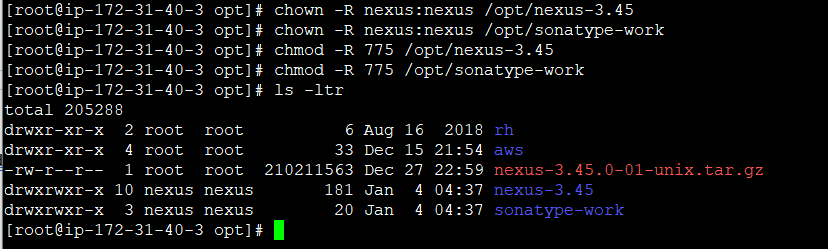 [root@ip-172-31-40-3 opt]# chown -R nexus:nexus /opt/nexus-3.45
[root@ip-172-31-40-3 opt]# chown -R nexus:nexus /opt/sonatype-work
[root@ip-172-31-40-3 opt]# chmod -R 775 /opt/nexus-3.45
[root@ip-172-31-40-3 opt]# chmod -R 775 /opt/sonatype-work
[root@ip-172-31-40-3 opt]# ls -ltr
total 205288
drwxr-xr-x  2 root  root          6 Aug 16  2018 rh
drwxr-xr-x  4 root  root         33 Dec 15 21:54 aws
-rw-r--r--  1 root  root  210211563 Dec 27 22:59 nexus-3.45.0-01-unix.tar.gz
drwxrwxr-x 10 nexus nexus       181 Jan  4 04:37 nexus-3.45
drwxrwxr-x  3 nexus nexus        20 Jan  4 04:37 sonatype-work
[root@ip-172-31-40-3 opt]#